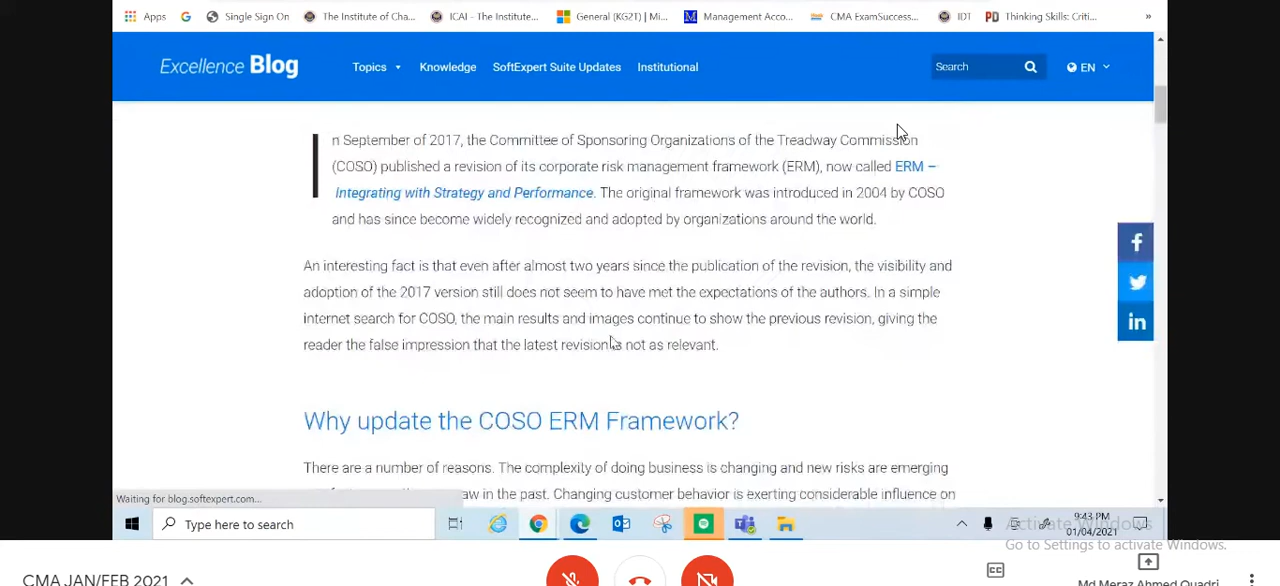 Apps Single Sign On The Institute of Cha... ICAI - The Institute... General (KG2T) | Mi... Management Acco... CMA ExamSuccess... IDT Thinking Skills: Criti... »
Excellence Blog Topics Knowledge SoftExpert Suite Updates Institutional Search EN
In September of 2017, the Committee of Sponsoring Organizations of the Treadway Commission
(COSO) published a revision of its corporate risk management framework (ERM), now called ERM –
Integrating with Strategy and Performance. The original framework was introduced in 2004 by COSO
and has since become widely recognized and adopted by organizations around the world.
An interesting fact is that even after almost two years since the publication of the revision, the visibility and
adoption of the 2017 version still does not seem to have met the expectations of the authors. In a simple
internet search for COSO, the main results and images continue to show the previous revision, giving the
reader the false impression that the latest revision is not as relevant.
Why update the COSO ERM Framework?
There are a number of reasons. The complexity of doing business is changing and new risks are emerging
aw in the past. Changing customer behavior is exerting considerable influence on
Waiting for blog.softexpert.com...
Type here to search
9:43 PM
01/04/2021
Activate Windows
Go to Settings to activate Windows.
CMA JAN/FEB 2021
Md Meraz Ahmed Quadri